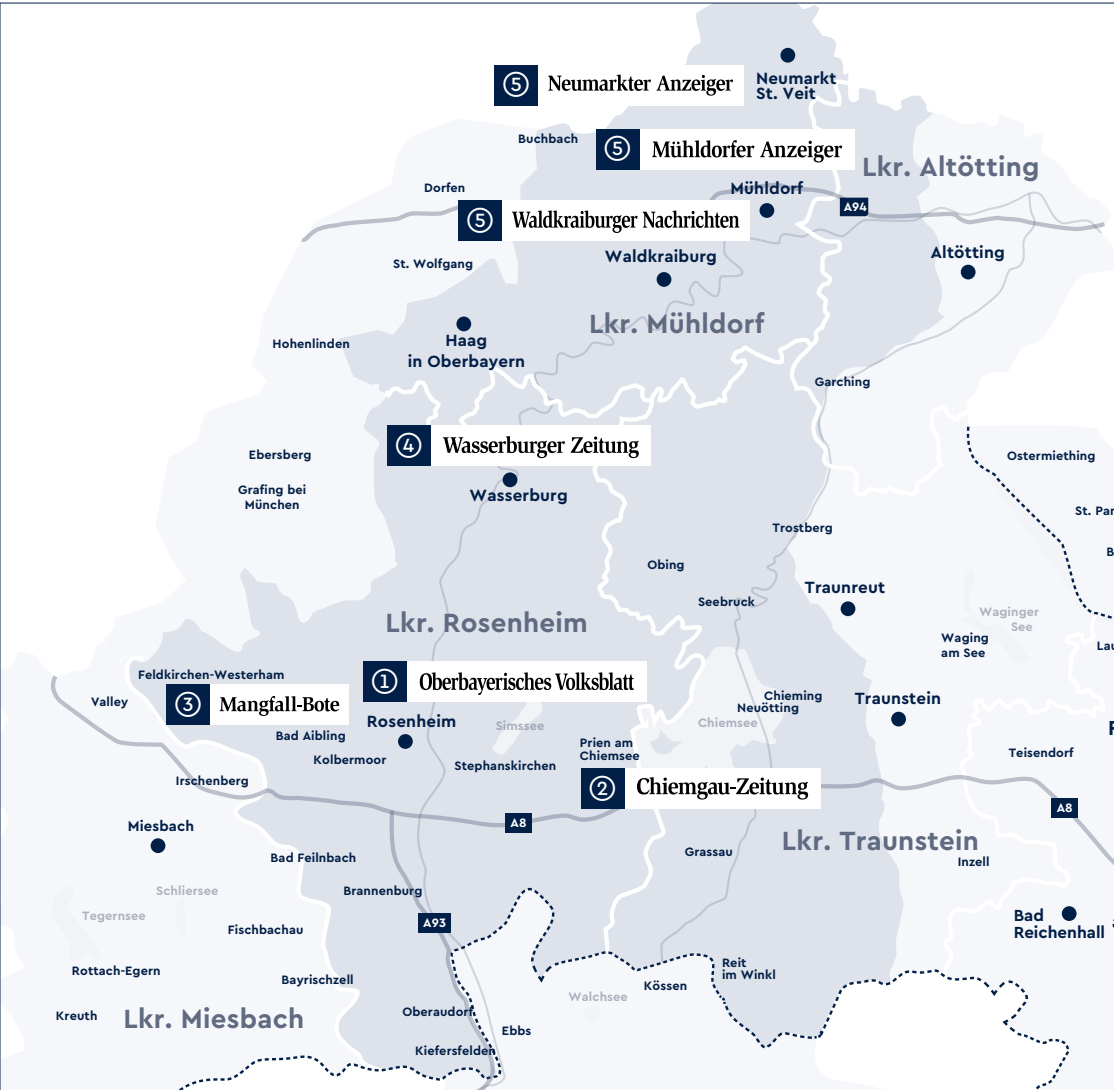 Neumarkt
St. Veit
⑤ Neumarkter Anzeiger
Buchbach
⑤ Mühldorfer Anzeiger
Lkr. Altötting
Dorfen
Mühldorf
A94
⑤ Waldkraiburger Nachrichten
Altötting
Waldkraiburg
St. Wolfgang
Lkr. Mühldorf
Haag
in Oberbayern
Hohenlinden
Garching
④ Wasserburger Zeitung
Ebersberg
Ostermiething
Grafing bei
München
Wasserburg
St. Par
Trostberg
B
Obing
Traunreut
Seebruck
Waginger
See
Lkr. Rosenheim
Waging
am See
Lau
Feldkirchen-Westerham
① Oberbayerisches Volksblatt
Valley
③ Mangfall-Bote
Chieming
Neuötting
Traunstein
Rosenheim
Simssee
Chiemsee
Bad Aibling
Prien am
Chiemsee
Kolbermoor
Stephanskirchen
Teisendorf
Irschenberg
② Chiemgau-Zeitung
A8
A8
Miesbach
Lkr. Traunstein
Grassau
Inzell
Bad Feilnbach
Schliersee
Brannenburg
Tegernsee
A93
Bad
Reichenhall
Fischbachau
Rottach-Egern
Reit
im Winkl
Bayrischzell
Kössen
Walchsee
Kreuth
Lkr. Miesbach
Oberaudorf
Ebbs
Kiefersfelden